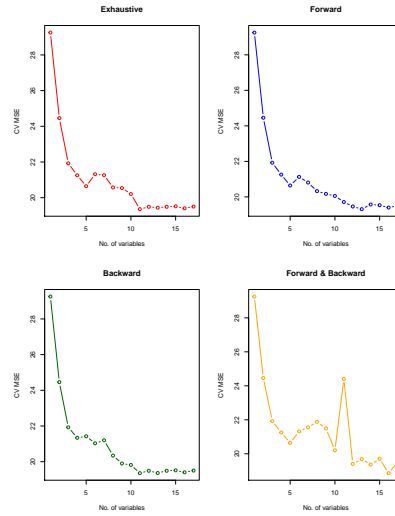 Exhaustive
CV MSE
28
26
24
22
20
5
10
15
No. of variables
Forward
CV MSE
28
26
24
22
20
5
10
15
No. of variables
Backward
CV MSE
28
26
24
22
20
5
10
15
No. of variables
Forward & Backward
CV MSE
28
26
24
22
20
5
10
15
No. of variables